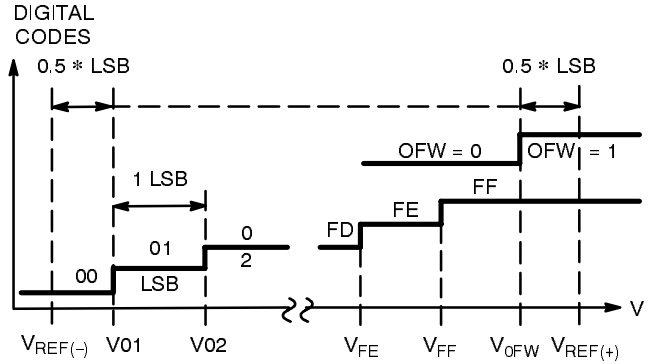 DIGITAL
CODES
0.5 * LSB
0.5 * LSB
OFW = 0
OFW = 1
1 LSB
FF
FE
FD
0
2
01
00
LSB
V
VREF(–)
V01
V02
VFE
VFF
V0FW
VREF(+)